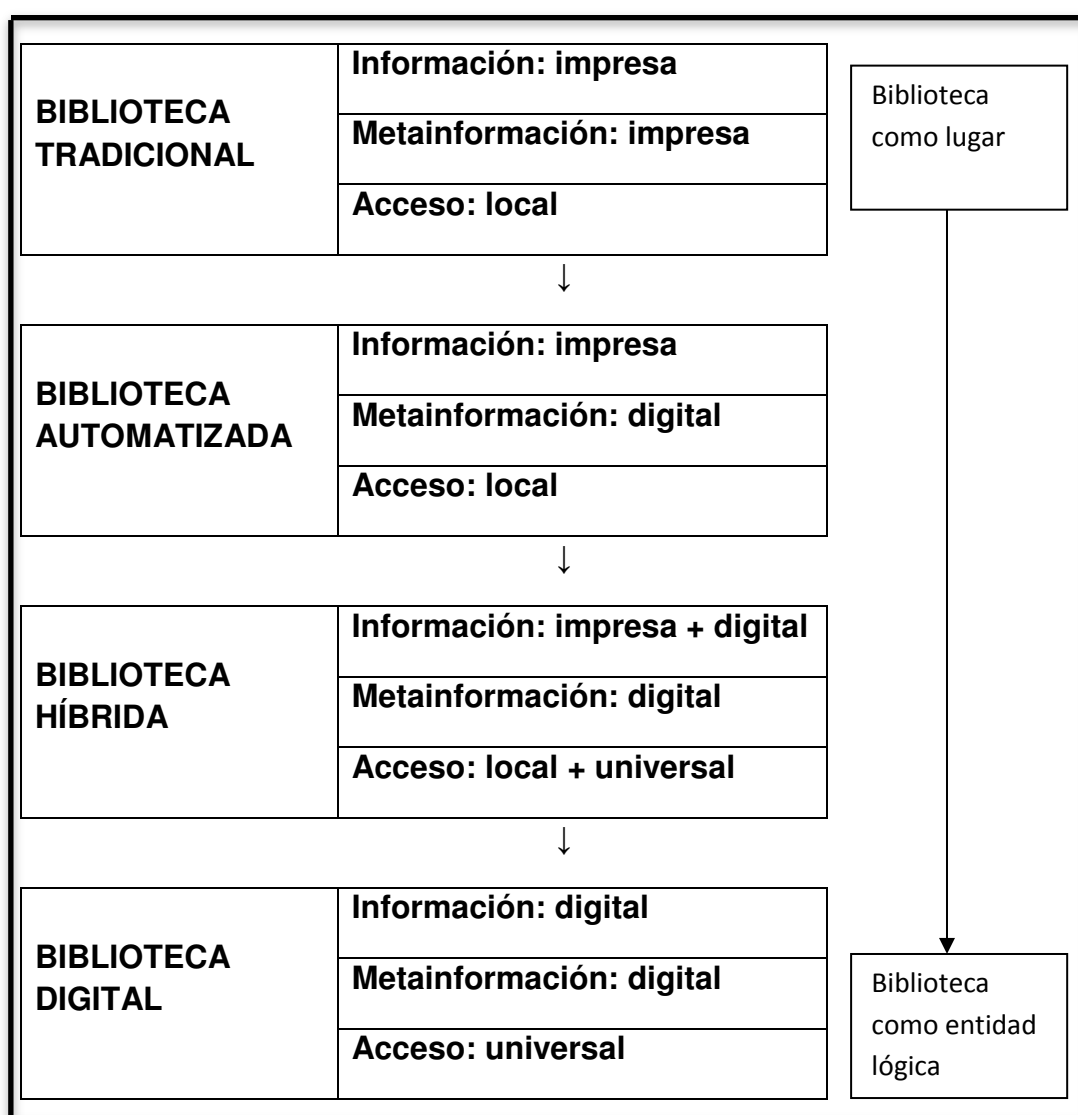 BIBLIOTECA
TRADICIONAL
Información: impresa
Metainformación: impresa
Acceso: local
Biblioteca
como lugar
↓
BIBLIOTECA
AUTOMATIZADA
Información: impresa
Metainformación: digital
Acceso: local
↓
BIBLIOTECA
HÍBRIDA
Información: impresa + digital
Metainformación: digital
Acceso: local + universal
↓
BIBLIOTECA
DIGITAL
Información: digital
Metainformación: digital
Acceso: universal
Biblioteca
como entidad
lógica